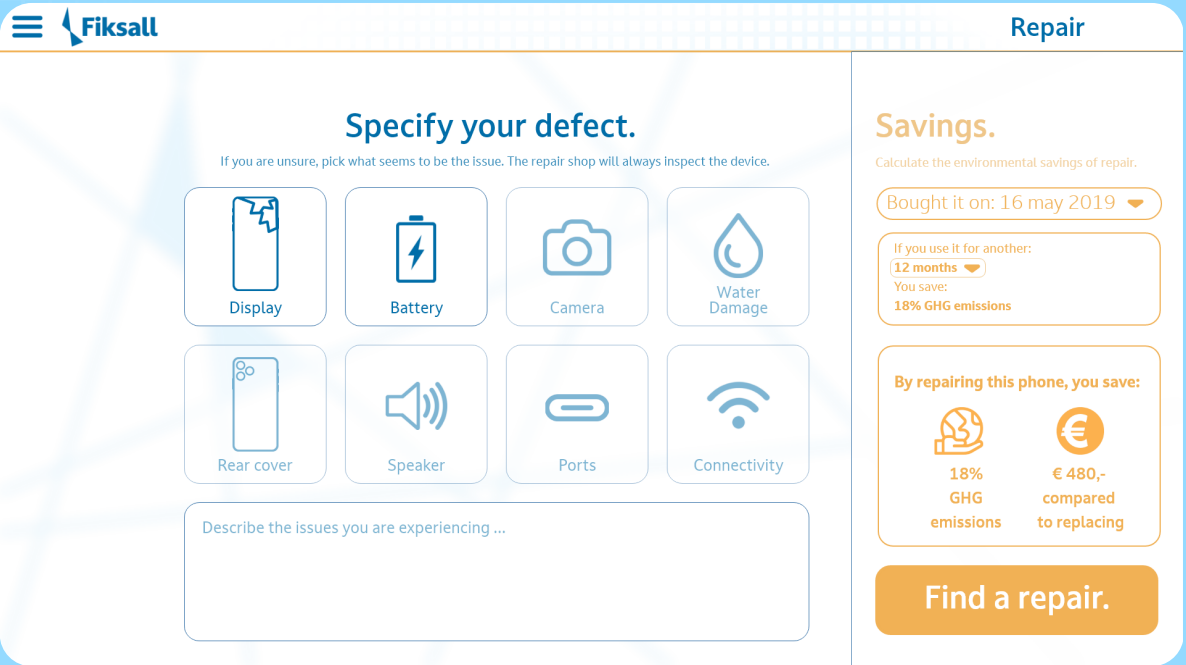 Fiksall
Repair
Specify your defect.
If you are unsure, pick what seems to be the issue. The repair shop will always inspect the device.
Display
Battery
Camera
Water
Damage
Rear cover
Speaker
Ports
Connectivity
Describe the issues you are experiencing ...
Savings.
Calculate the environmental savings of repair.
Bought it on: 16 may 2019
If you use it for another:
12 months
You save:
18% GHG emissions
By repairing this phone, you save:
€
18%
GHG
emissions
€ 480,-
compared
to replacing
Find a repair.